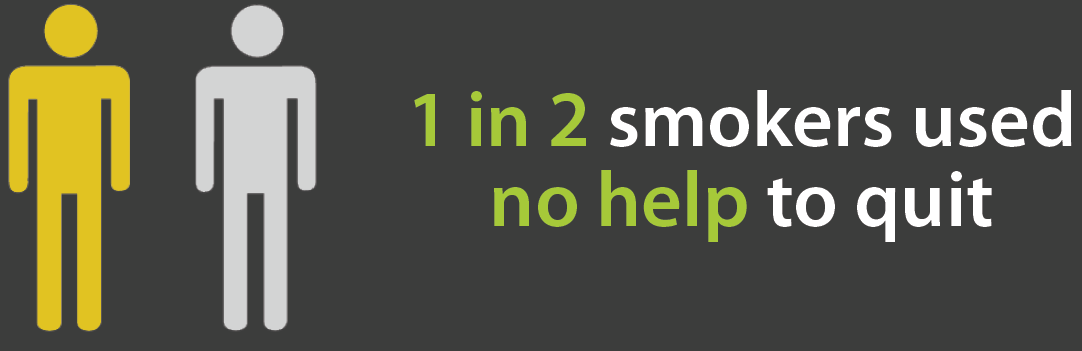 1 in 2 smokers used
no help to quit